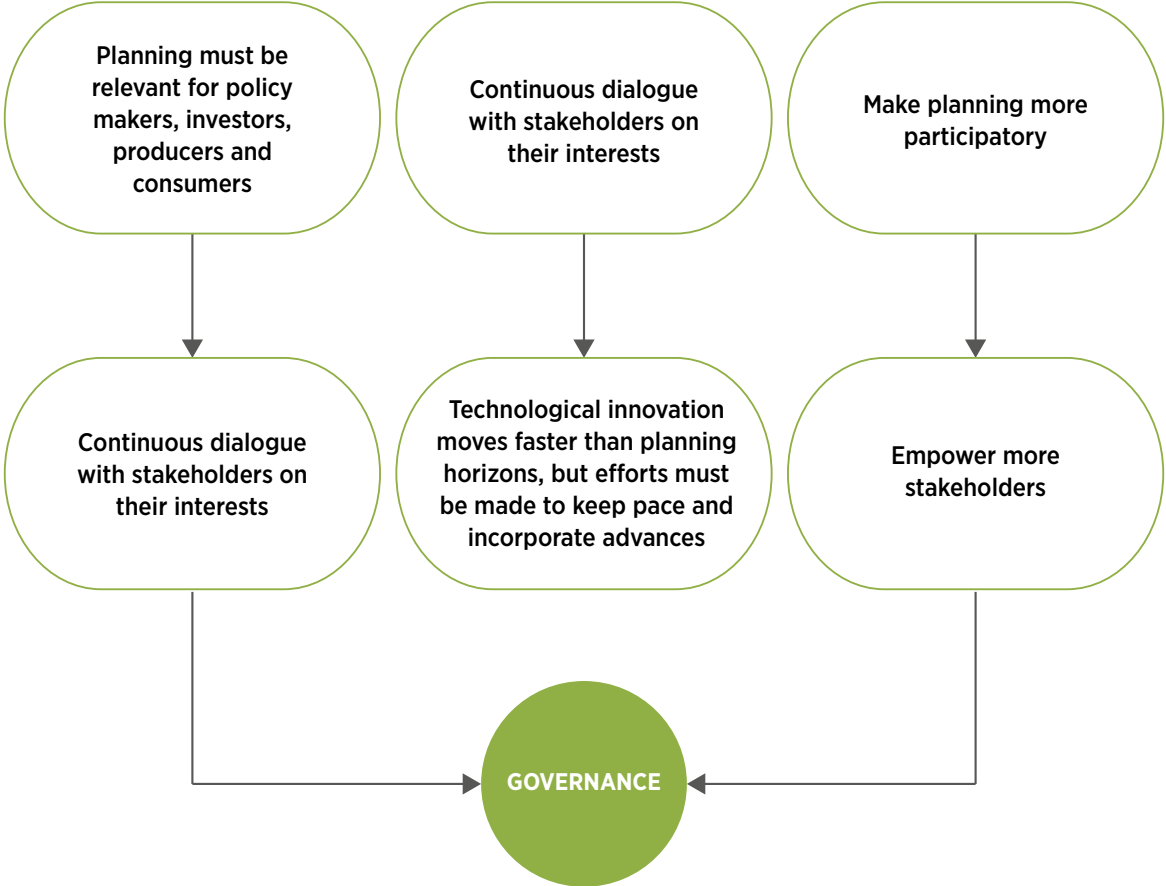 Planning must be
relevant for policy
makers, investors,
producers and
consumers
Continuous dialogue
with stakeholders on
their interests
Make planning more
participatory
Continuous dialogue
with stakeholders on
their interests
Technological innovation
moves faster than planning
horizons, but efforts must
be made to keep pace and
incorporate advances
Empower more
stakeholders
GOVERNANCE